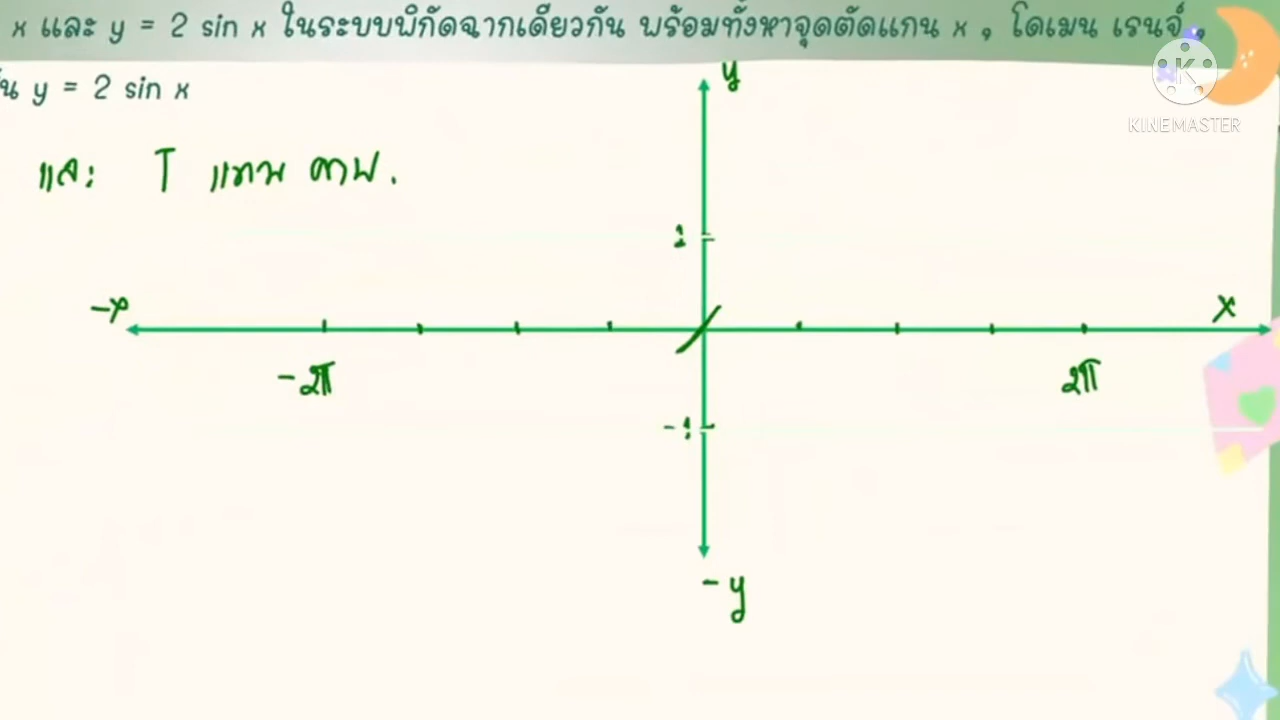 x และ y = 2 sin x ในระบบพิกัดฉากเดียวกัน พร้อมทั้งหาจุดตัดแกน x , โดเมน เรนจ์ ,
น y = 2 sin x
K
KINEMASTER
และ T แทน คาบ.
y
1
-x
x
-2π
2π
-1
-y